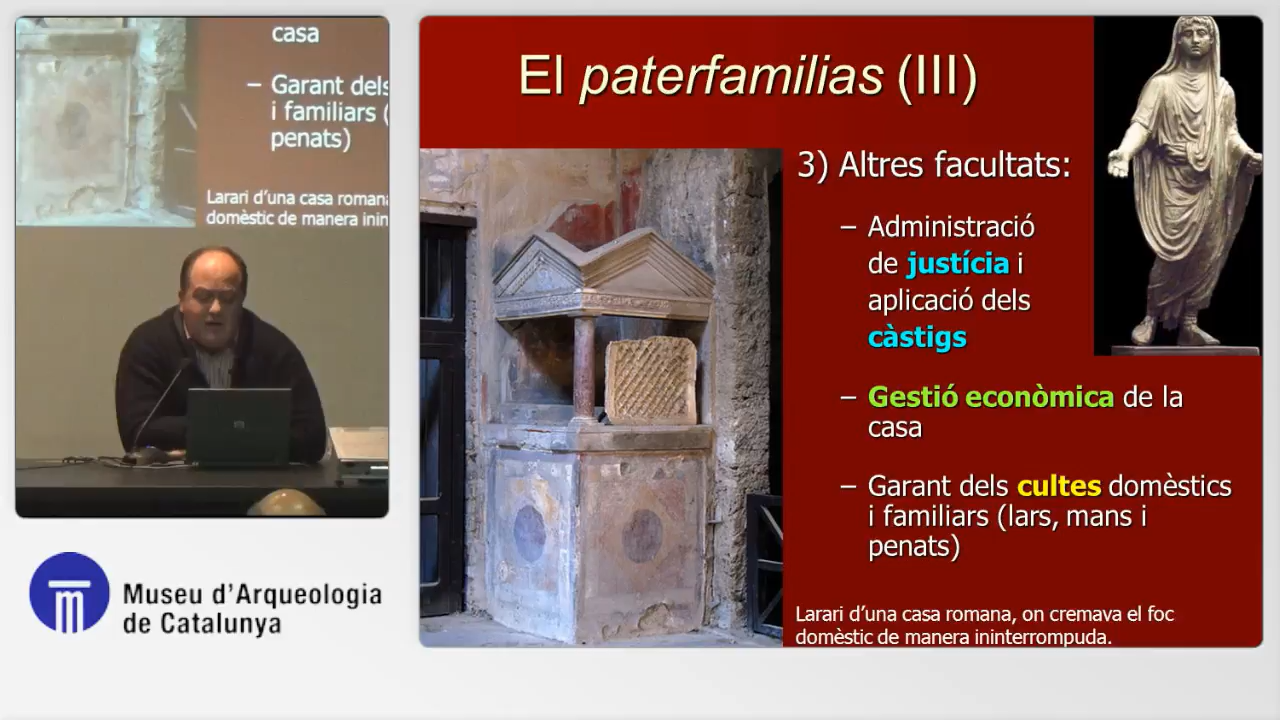 casa
– Garant dels
i familiars (
penats)
Larari d'una casa romana
domèstic de manera inin
Museu d'Arqueologia
de Catalunya
El paterfamilias (III)
3) Altres facultats:
– Administració
de justícia i
aplicació dels
càstigs
– Gestió econòmica de la
casa
– Garant dels cultes domèstics
i familiars (lars, mans i
penats)
Larari d'una casa romana, on cremava el foc
domèstic de manera ininterrompuda.